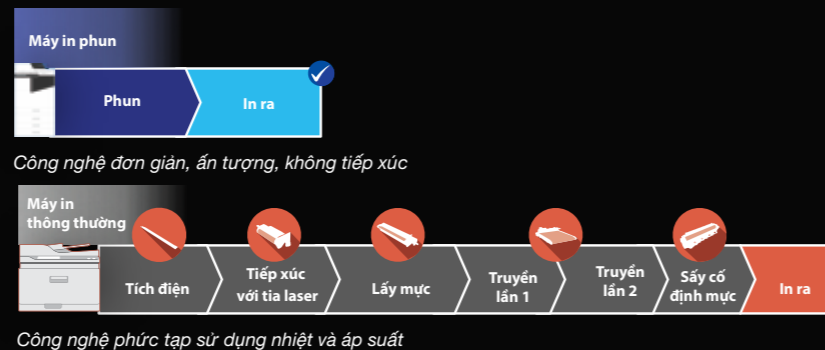 Máy in phun
Phun
In ra
Công nghệ đơn giản, ấn tượng, không tiếp xúc
Máy in
thông thường
Tích điện
Tiếp xúc
với tia laser
Lấy mực
Truyền
lần 1
Truyền
lần 2
Sấy cố
định mực
In ra
Công nghệ phức tạp sử dụng nhiệt và áp suất